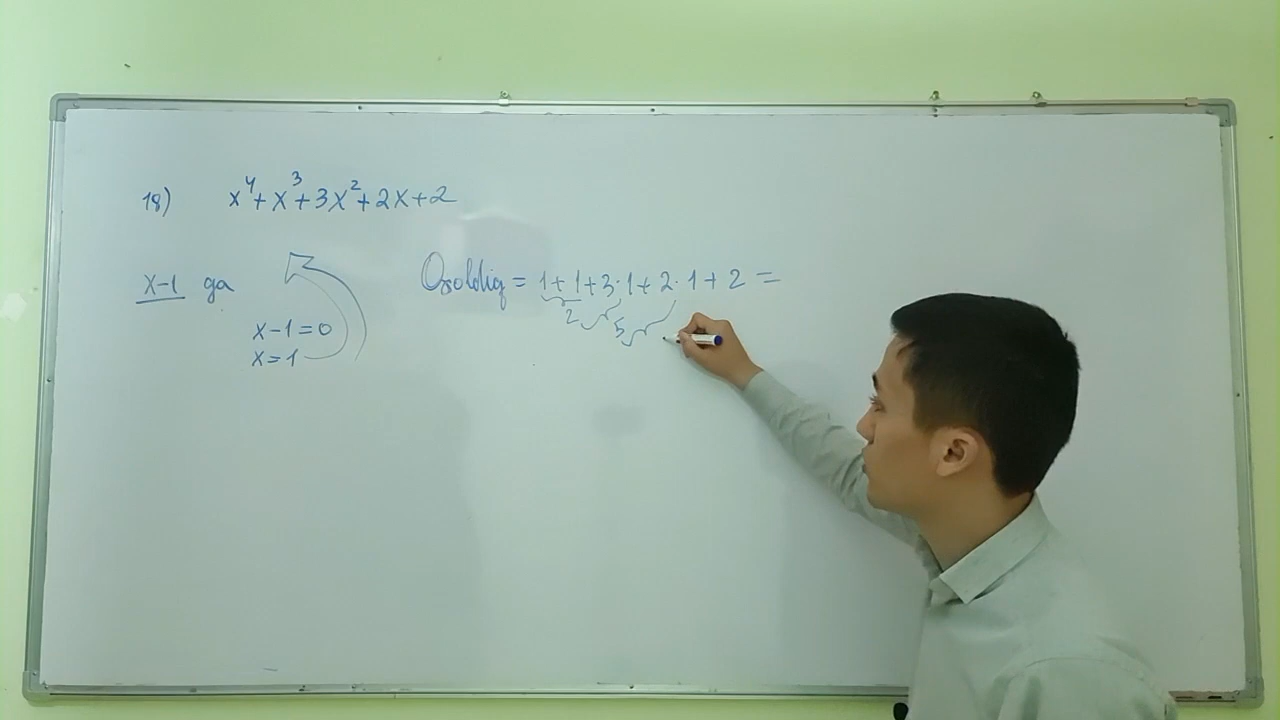 18) x⁴+x³+3x²+2x+2
x-1 ga
Qoldiq = 1+1+3·1+2·1+2=
2
5
x-1=0
x=1